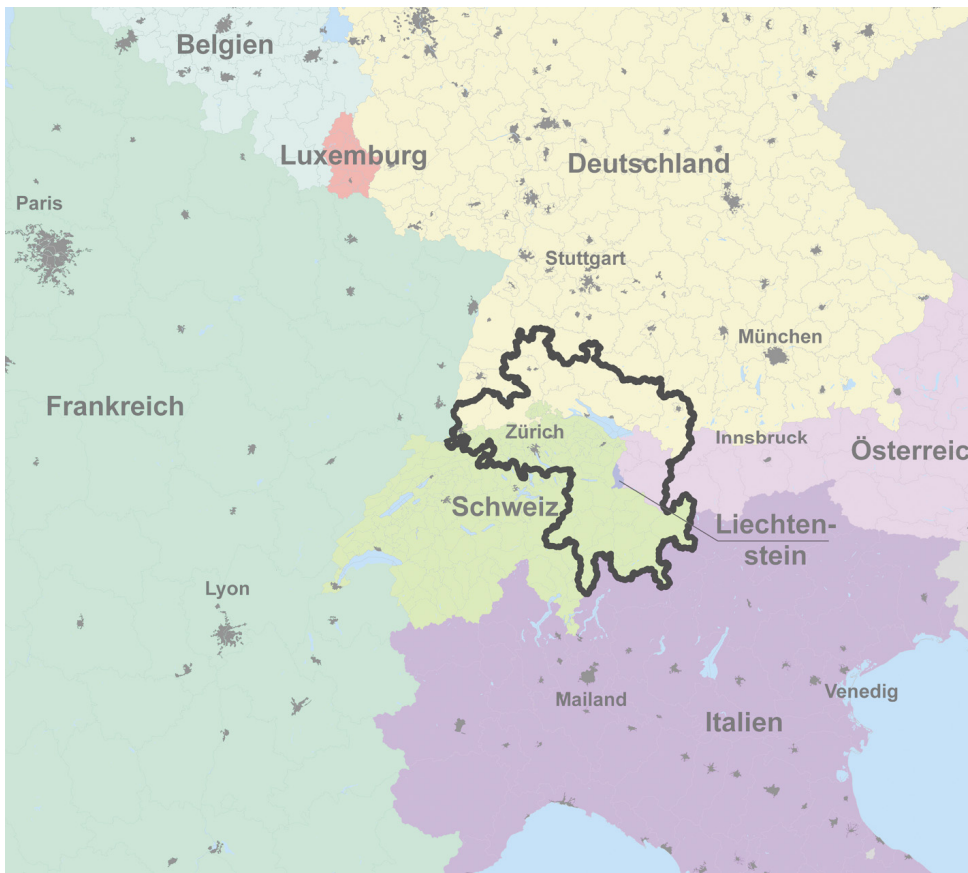 Belgien
Luxemburg
Deutschland
Paris
Stuttgart
München
Frankreich
Zürich
Innsbruck
Österreic
Schweiz
Liechten-
stein
Lyon
Mailand
Venedig
Italien